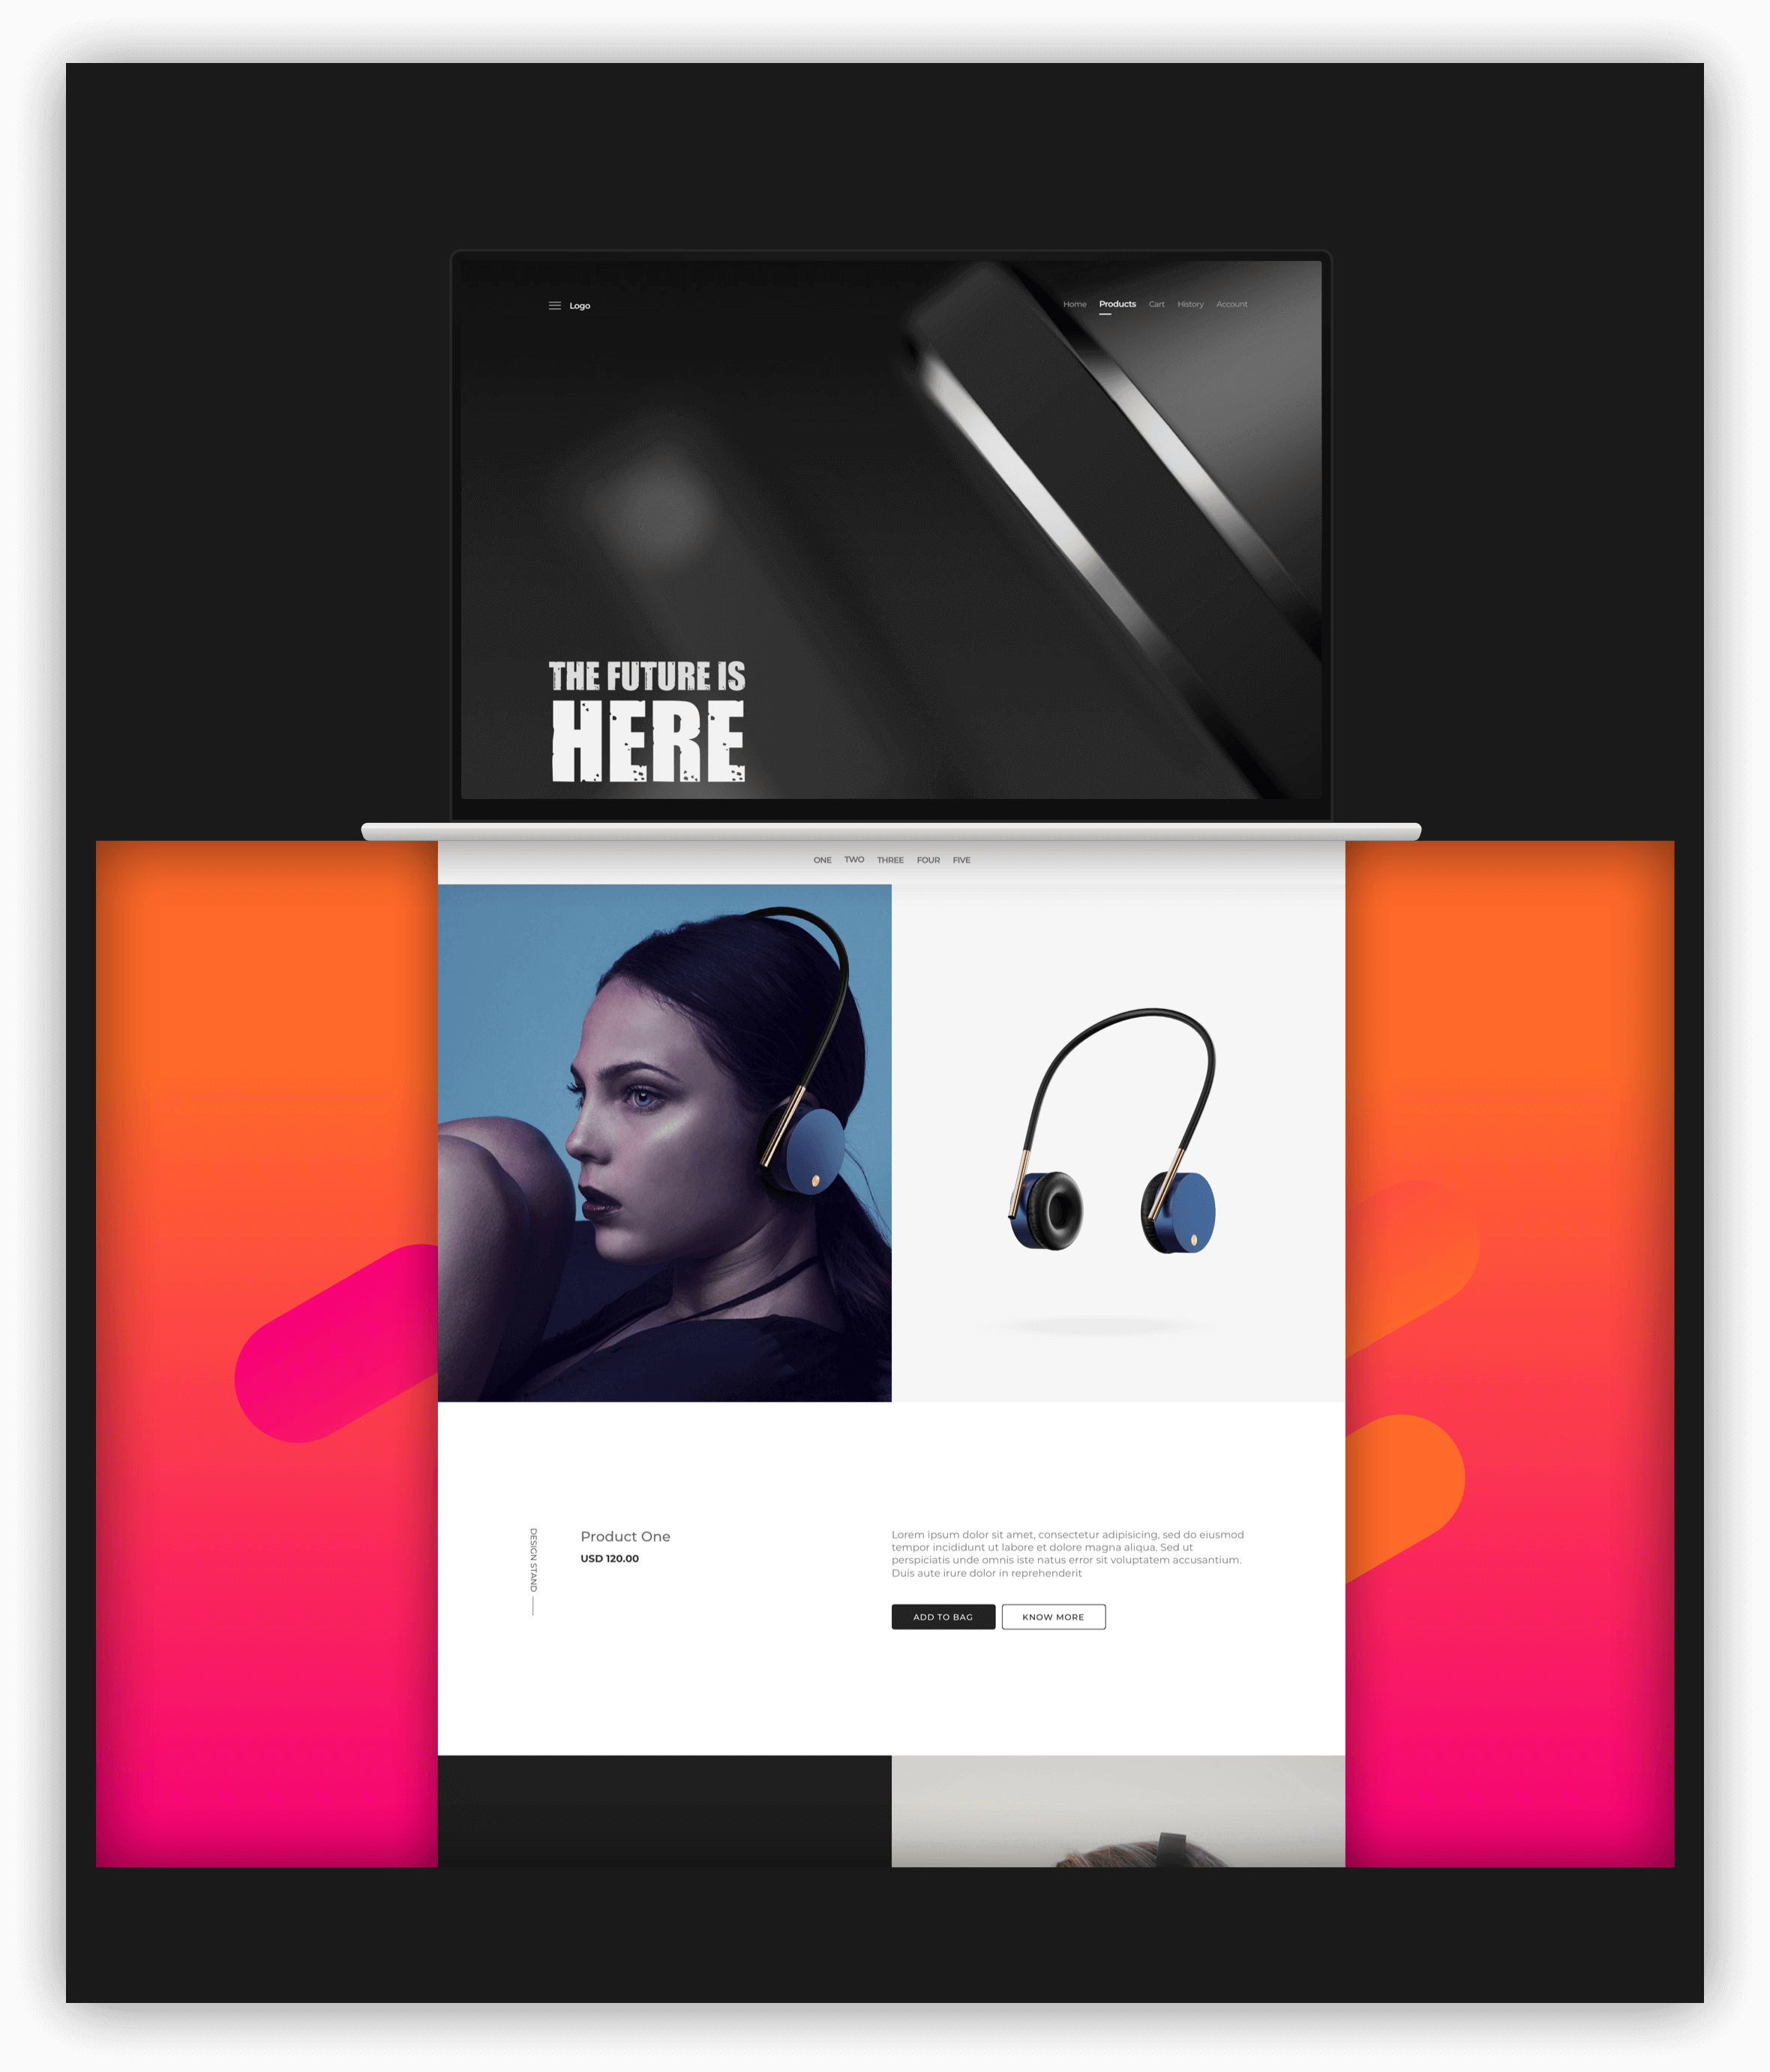 Logo
Home Products Cart History Account
THE FUTURE IS
HERE
ONE TWO THREE FOUR FIVE
DESIGN STAND
Product One
USD 120.00
Lorem ipsum dolor sit amet, consectetur adipisicing, sed do eiusmod
tempor incididunt ut labore et dolore magna aliqua. Sed ut
perspiciatis unde omnis iste natus error sit voluptatem accusantium.
Duis aute irure dolor in reprehenderit
ADD TO BAG
KNOW MORE